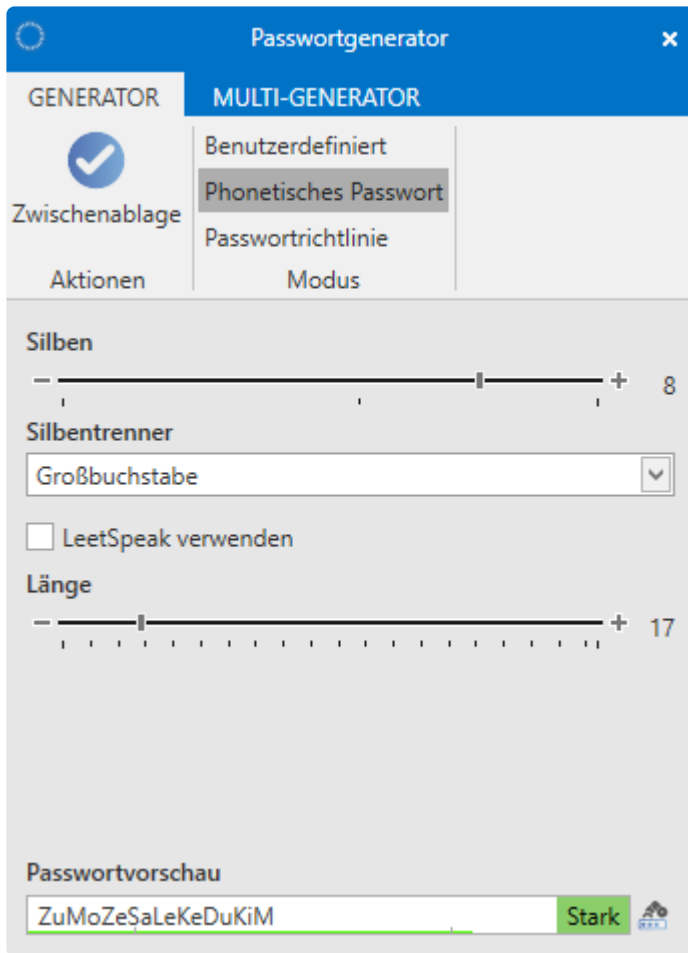 Passwortgenerator
GENERATOR MULTI-GENERATOR
Zwischenablage
Aktionen
Benutzerdefiniert
Phonetisches Passwort
Passwortrichtlinie
Modus
Silben
8
Silbentrenner
Großbuchstabe
LeetSpeak verwenden
Länge
17
Passwortvorschau
ZuMoZeSaLeKeDuKiM Stark